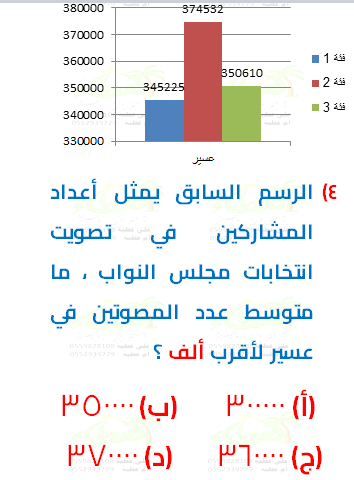 380000
374532
370000
360000
350000
350610
345225
340000
330000
فئة 1
فئة 2
فئة 3
عسير
٤) الرسم السابق يمثل أعداد
المشاركين في تصويت
انتخابات مجلس النواب ، ما
متوسط عدد المصوتين في
عسير لأقرب ألف ؟
(أ) ٣٠٠٠٠٠ (ب) ٣٥٠٠٠٠
(ج) ٣٦٠٠٠٠ (د) ٣٧٠٠٠٠